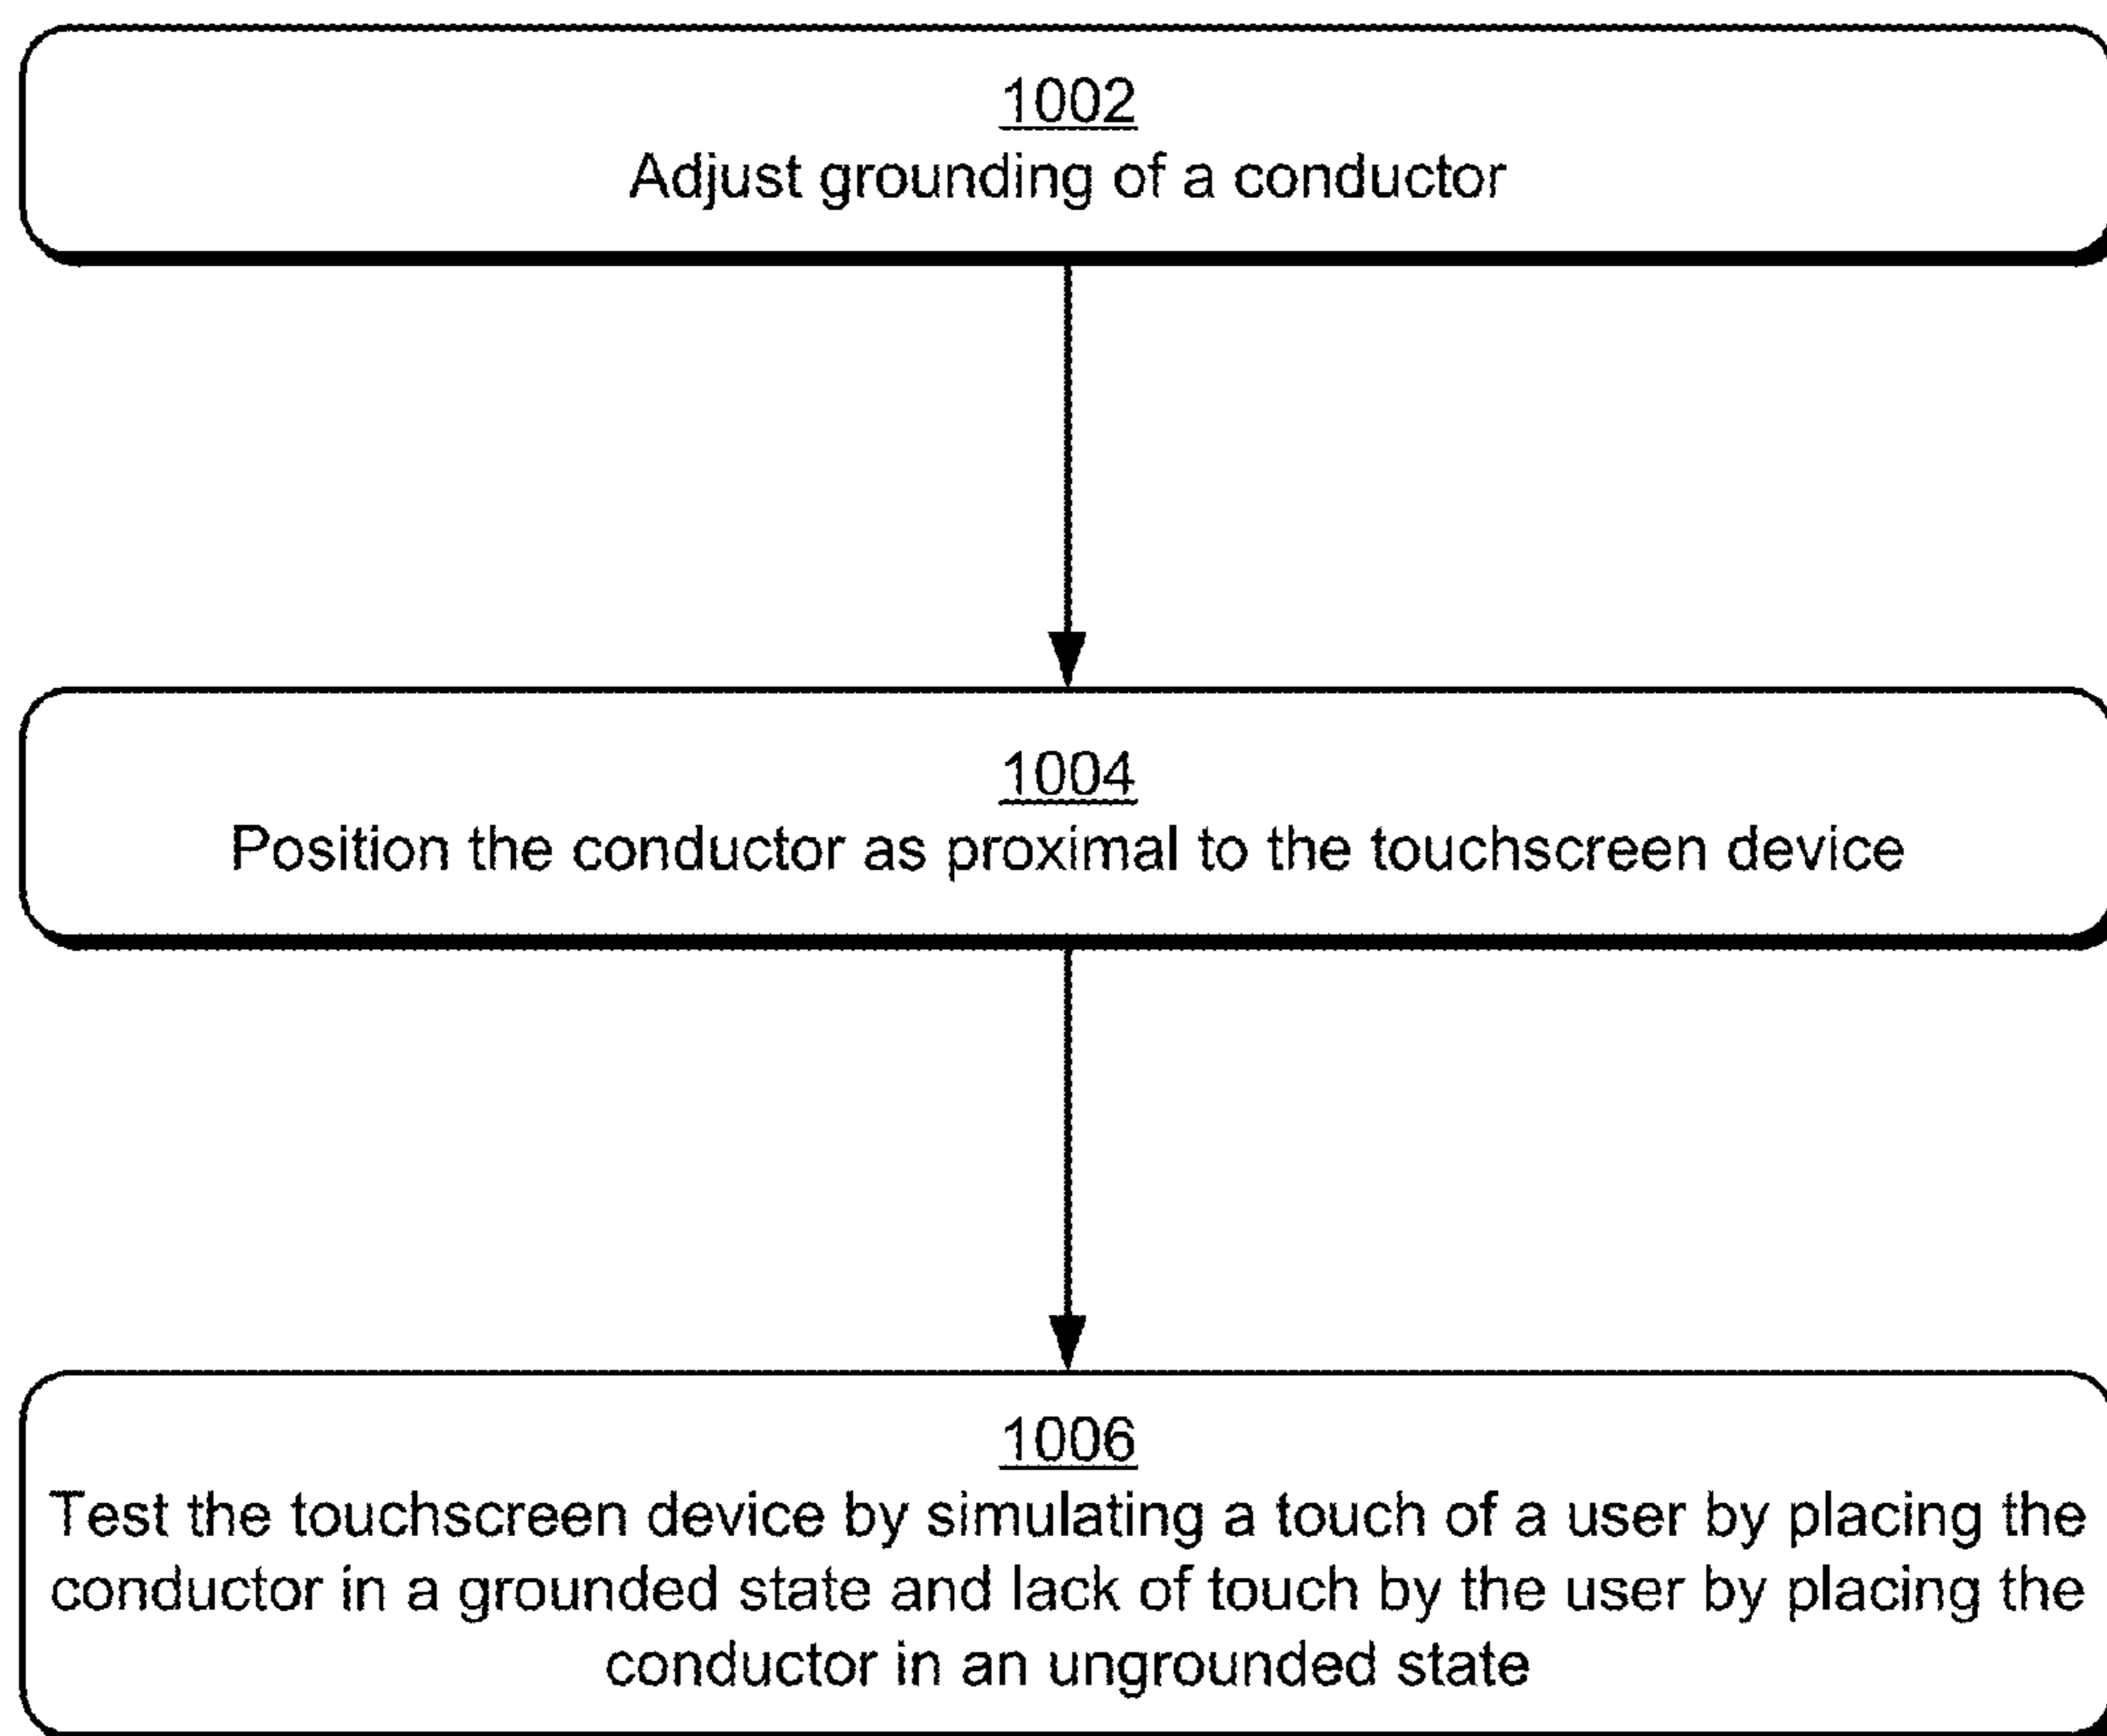 1002
Adjust grounding of a conductor
1004
Position the conductor as proximal to the touchscreen device
1006
Test the touchscreen device by simulating a touch of a user by placing the
conductor in a grounded state and lack of touch by the user by placing the
conductor in an ungrounded state